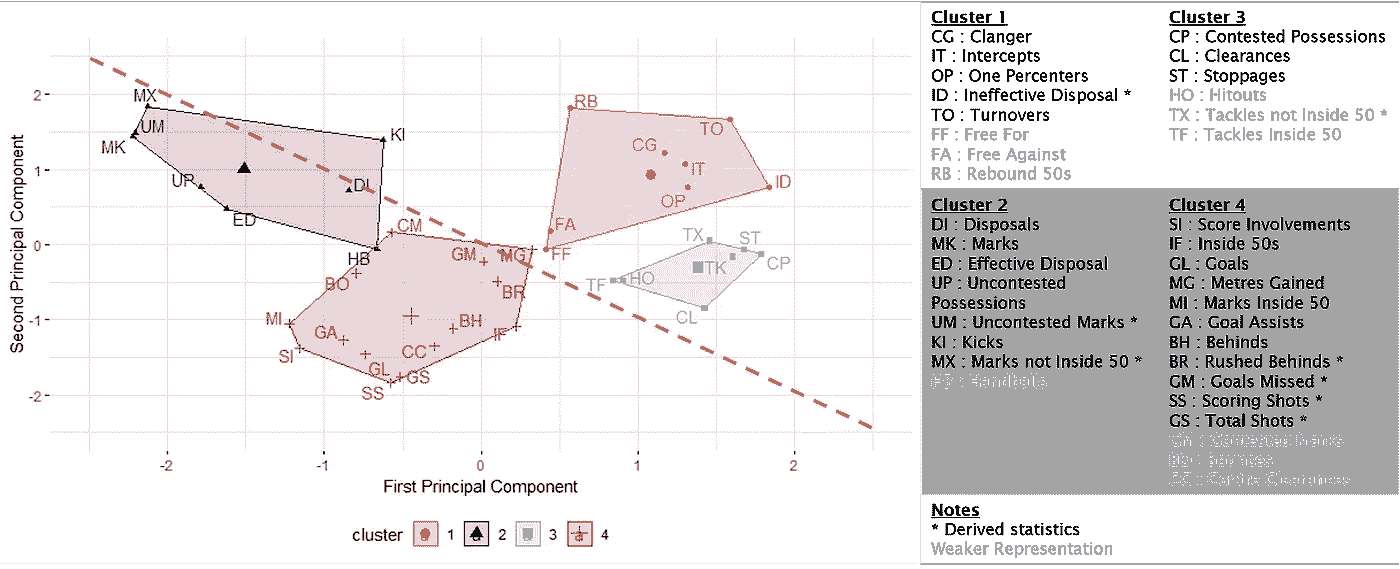 Second Principal Component
2
1
0
-1
-2
-2
-1
0
1
2
First Principal Component
MX
UM
MK
KI
UP
DI
ED
HB
CM
GM
MG
BO
BR
MI
GA
BH
IF
SI
CC
GL
GS
SS
RB
TO
CG
IT
ID
OP
FA
FF
TX
ST
TK
CP
TF
HO
CL
cluster
1
2
3
4
Cluster 1
CG : Clanger
IT : Intercepts
OP : One Percenters
ID : Ineffective Disposal *
TO : Turnovers
FF : Free For
FA : Free Against
RB : Rebound 50s
Cluster 3
CP : Contested Possessions
CL : Clearances
ST : Stoppages
HO : Hitouts
TX : Tackles not Inside 50 *
TF : Tackles Inside 50
Cluster 2
DI : Disposals
MK : Marks
ED : Effective Disposal
UP : Uncontested
Possessions
UM : Uncontested Marks *
KI : Kicks
MX : Marks not Inside 50 *
Handballs
Cluster 4
SI : Score Involvements
IF : Inside 50s
GL : Goals
MG : Metres Gained
MI : Marks Inside 50
GA : Goal Assists
BH : Behinds
BR : Rushed Behinds *
GM : Goals Missed *
SS : Scoring Shots *
GS : Total Shots *
CM : Contested Marks
CC : Centre Clearances
Notes
* Derived statistics
Weaker Representation